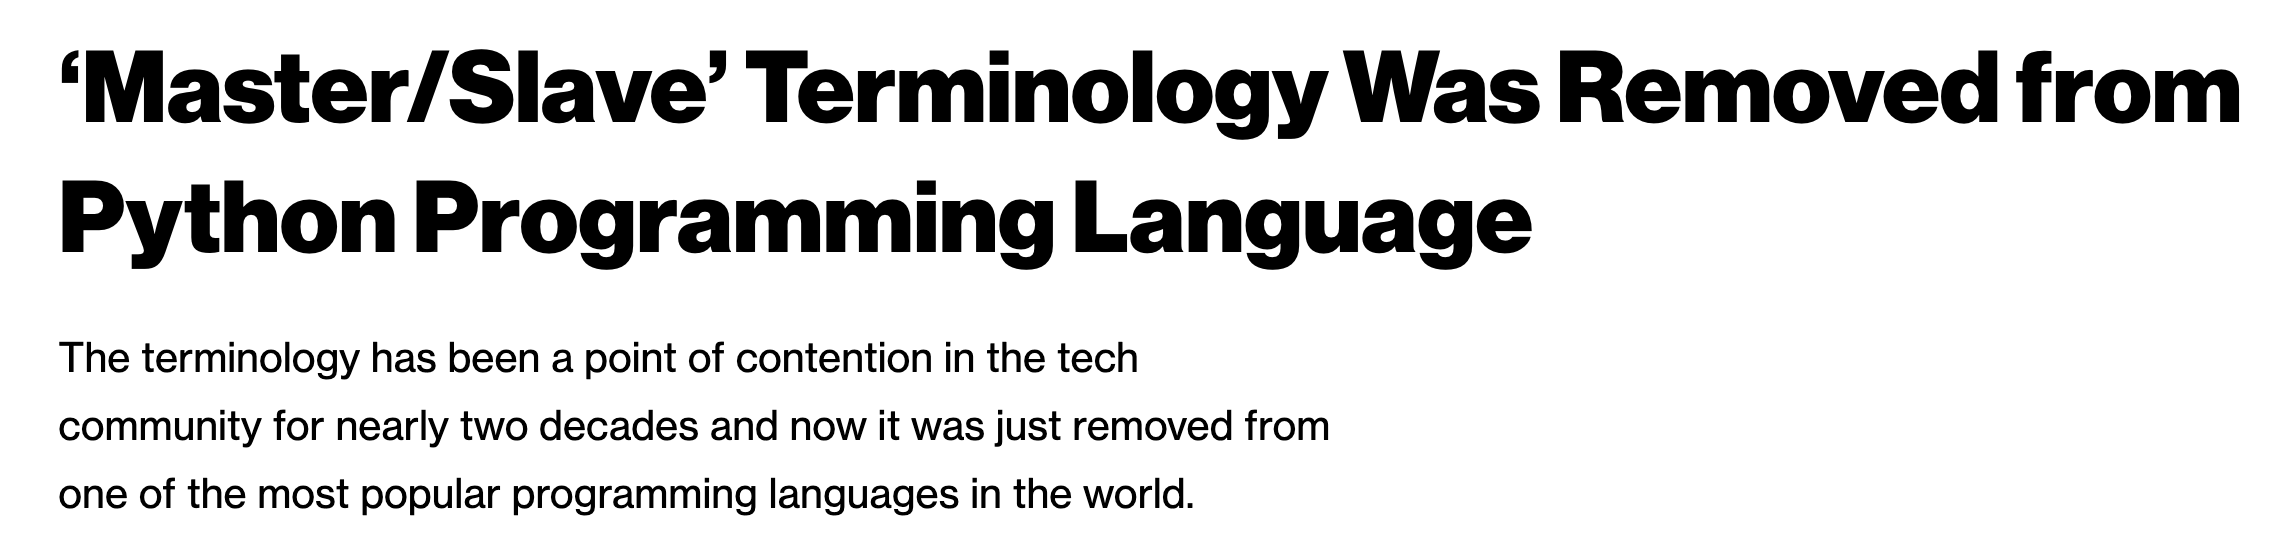 ‘Master/Slave’ Terminology Was Removed from
Python Programming Language
The terminology has been a point of contention in the tech
community for nearly two decades and now it was just removed from
one of the most popular programming languages in the world.